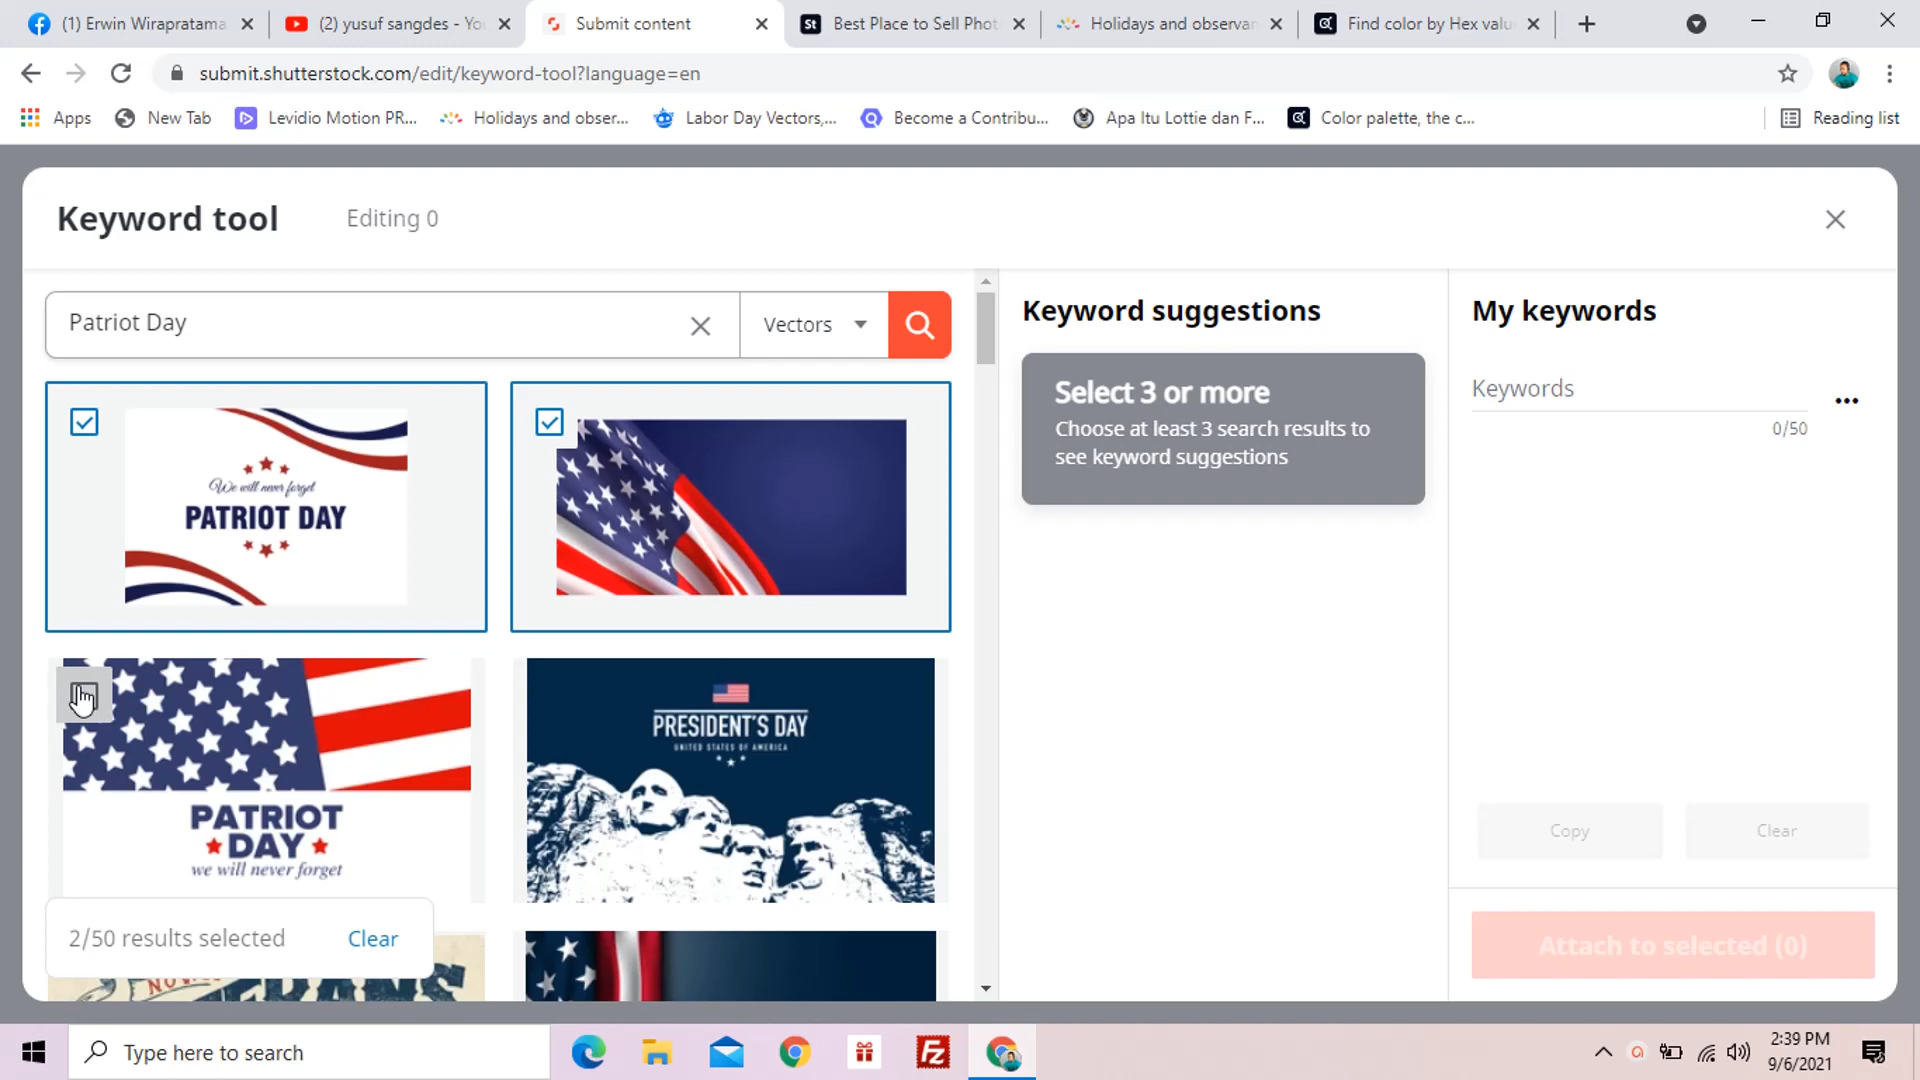 (1) Erwin Wirapratama
(2) yusuf sangdes - Yo
Submit content
Best Place to Sell Phot
Holidays and observan
Find color by Hex valu
submit.shutterstock.com/edit/keyword-tool?language=en
Apps
New Tab
Levidio Motion PR...
Holidays and obser...
Labor Day Vectors,...
Become a Contribu...
Apa Itu Lottie dan F...
Color palette, the c...
Reading list
Keyword tool
Editing 0
Patriot Day
Vectors
We will never forget
PATRIOT DAY
PATRIOT
DAY
we will never forget
PRESIDENT'S DAY
UNITED STATES OF AMERICA
2/50 results selected
Clear
Keyword suggestions
Select 3 or more
Choose at least 3 search results to
see keyword suggestions
My keywords
Keywords
0/50
Copy
Clear
Attach to selected (0)
Type here to search
2:39 PM
9/6/2021